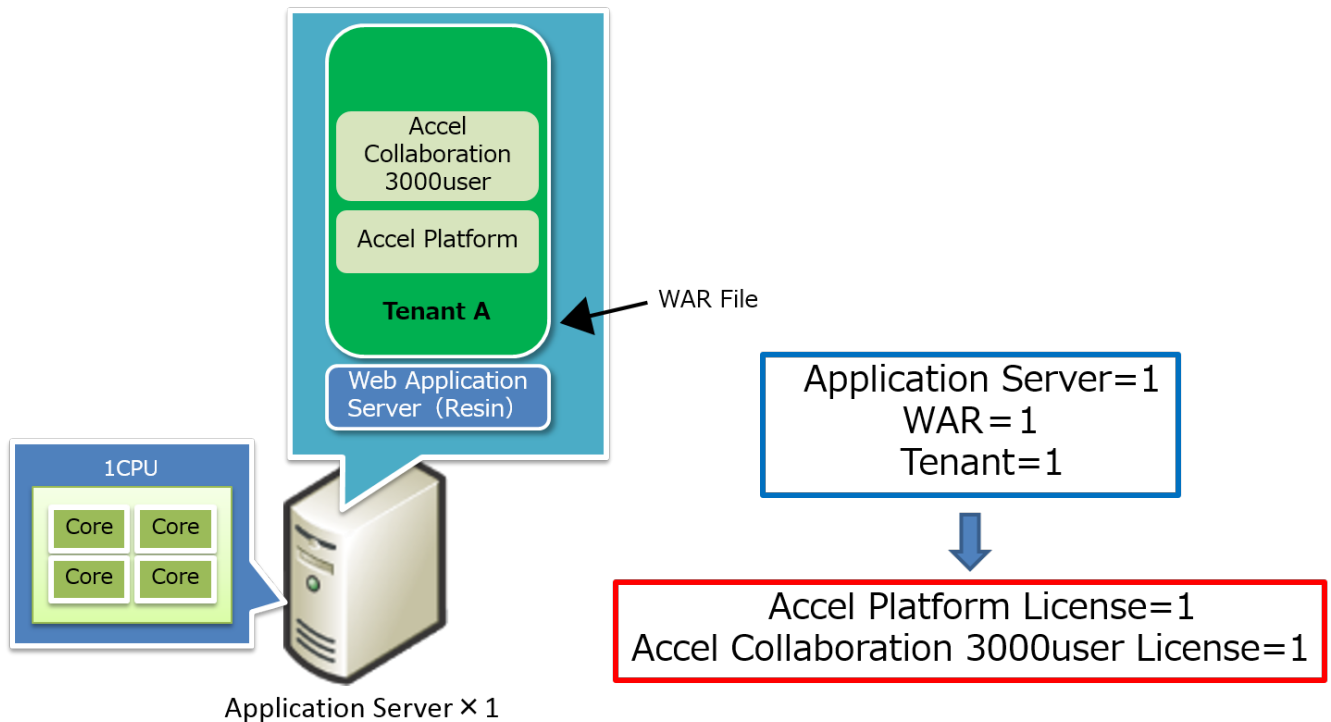 Accel
Collaboration
3000user
Accel Platform
Tenant A
WAR File
Web Application
Server（Resin）
1CPU
Core
Core
Core
Core
Application Server×1
Application Server=1
WAR=1
Tenant=1
Accel Platform License=1
Accel Collaboration 3000user License=1